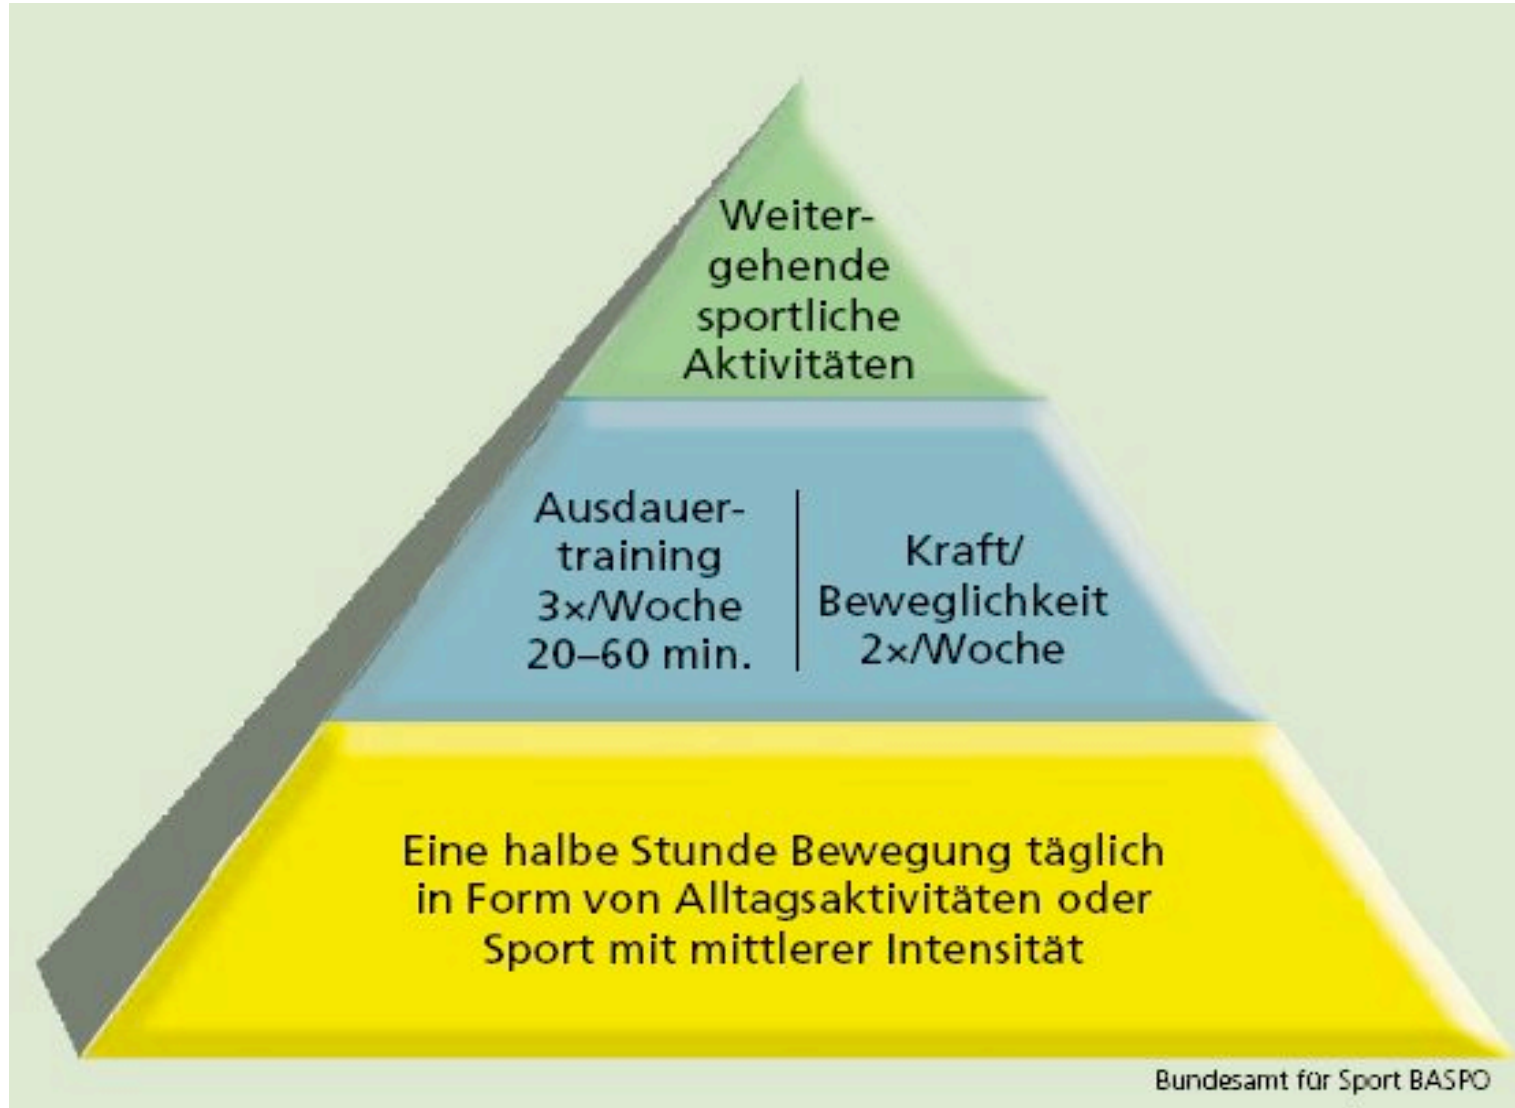 Weiter-
gehende
sportliche
Aktivitäten
Ausdauer-
training
3×/Woche
20–60 min.
Kraft/
Beweglichkeit
2×/Woche
Eine halbe Stunde Bewegung täglich
in Form von Alltagsaktivitäten oder
Sport mit mittlerer Intensität
Bundesamt für Sport BASPO